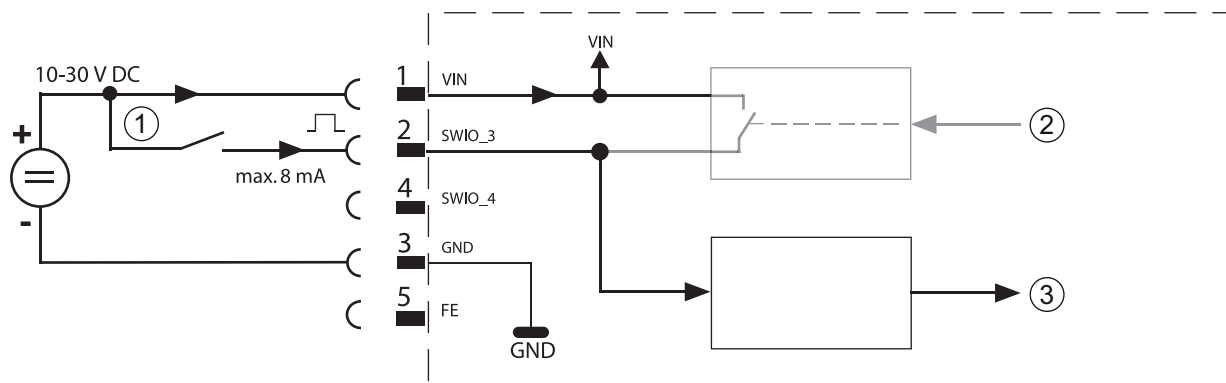 VIN
10-30 V DC
1
VIN
①
+
2
SWIO_3
②
max. 8 mA
4
SWIO_4
-
3
GND
③
5
FE
GND